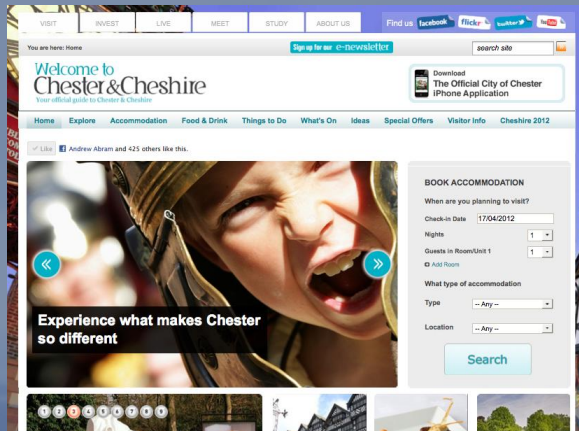 VISIT INVEST LIVE MEET STUDY ABOUT US Find us facebook flickr twitter
You are here: Home Sign up for our e-newsletter search site
Welcome to
Chester&Cheshire
Your official guide to Chester & Cheshire
Download
The Official City of Chester
iPhone Application
Home Explore Accommodation Food & Drink Things to Do What's On Ideas Special Offers Visitor Info Cheshire 2012
Like Andrew Abram and 425 others like this.
BOOK ACCOMMODATION
When are you planning to visit?
Check-in Date 17/04/2012
Nights 1
Guests in Room/Unit 1 1
Add Room
What type of accommodation
Type -- Any --
Location -- Any --
Search
Experience what makes Chester
so different
1 2 3 4 5 6 7 8 9